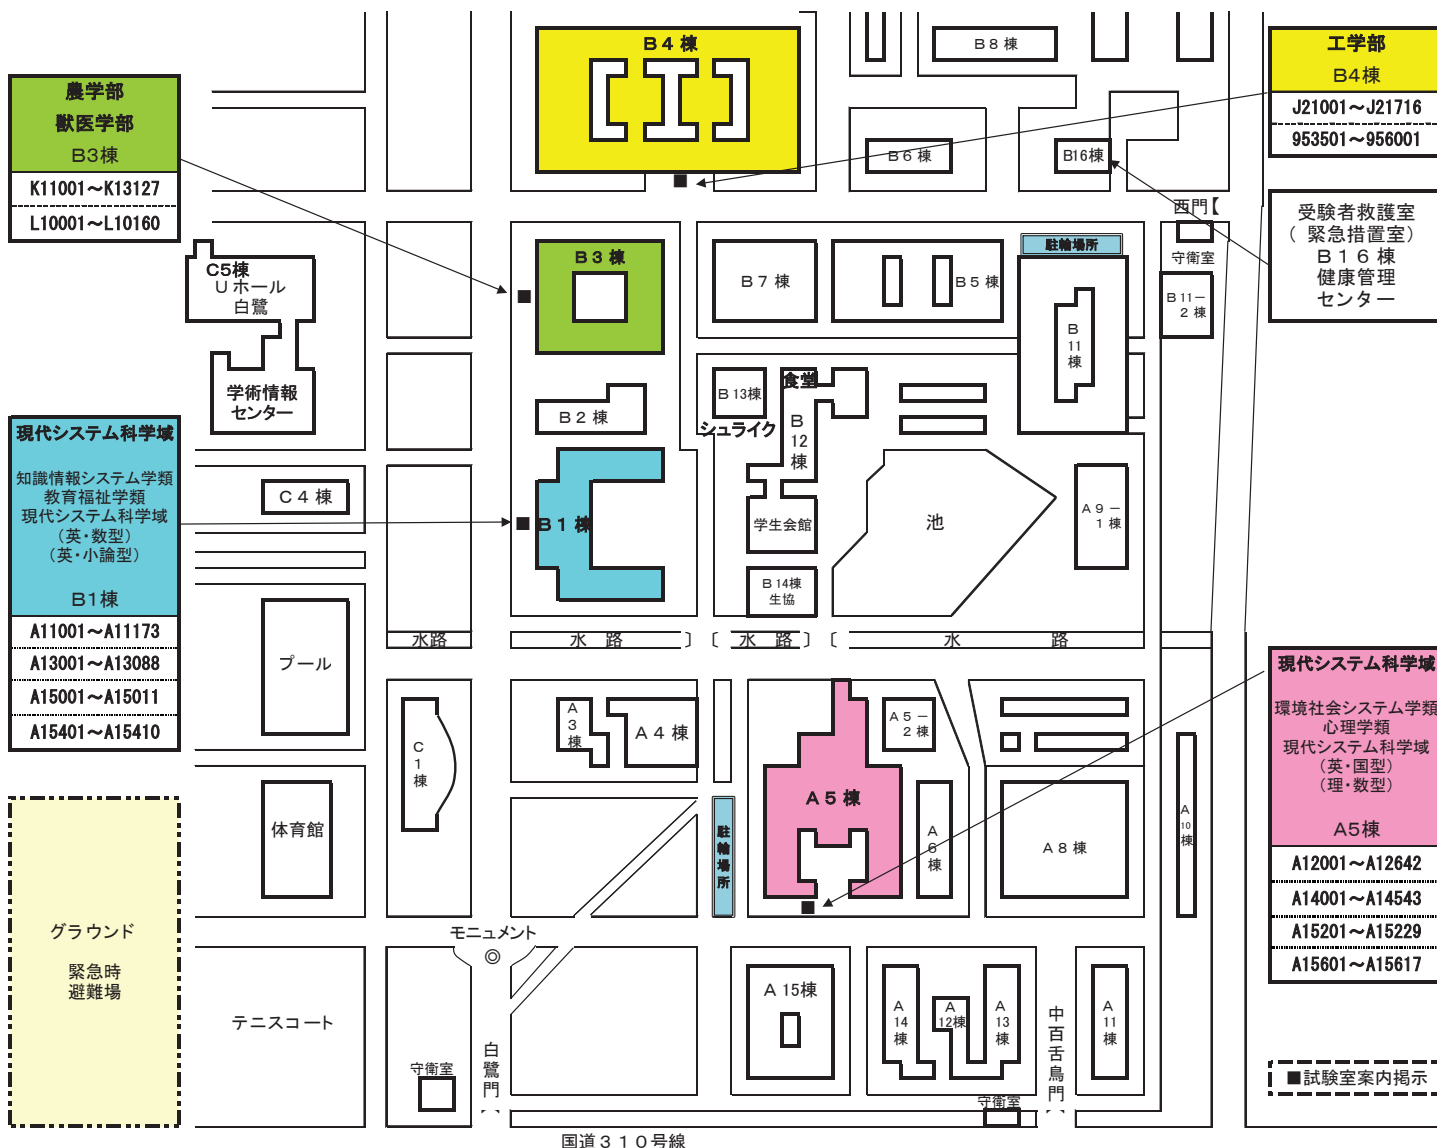 B4棟
B8棟
工学部
B4棟
J21001～J21716
953501～956001
農学部
獣医学部
B3棟
K11001～K13127
L10001～L10160
B6棟
B16棟
西門【
守衛室
受験者救護室
（緊急措置室）
B16棟
健康管理
センター
駐輪場所
C5棟
Uホール
白鷺
B3棟
B7棟
B5棟
B11棟
B11－2棟
学術情報
センター
B2棟
B13棟
食堂
シュライク
B12棟
現代システム科学域
知識情報システム学類
教育福祉学類
現代システム科学域
（英・数型）
（英・小論型）
B1棟
A11001～A11173
A13001～A13088
A15001～A15011
A15401～A15410
C4棟
B1棟
学生会館
池
A9－1棟
B14棟
生協
水路
水路
水路
水路
プール
C1棟
A3棟
A4棟
A5棟
A5－2棟
A6棟
A8棟
A10棟
現代システム科学域
環境社会システム学類
心理学類
現代システム科学域
（英・国型）
（理・数型）
A5棟
A12001～A12642
A14001～A14543
A15201～A15229
A15601～A15617
体育館
駐輪場所
グラウンド
緊急時
避難場
モニュメント
◎
テニスコート
守衛室
白鷺門
A15棟
A14棟
A12棟
A13棟
中百舌鳥門
A11棟
守衛室
■試験室案内掲示
国道310号線